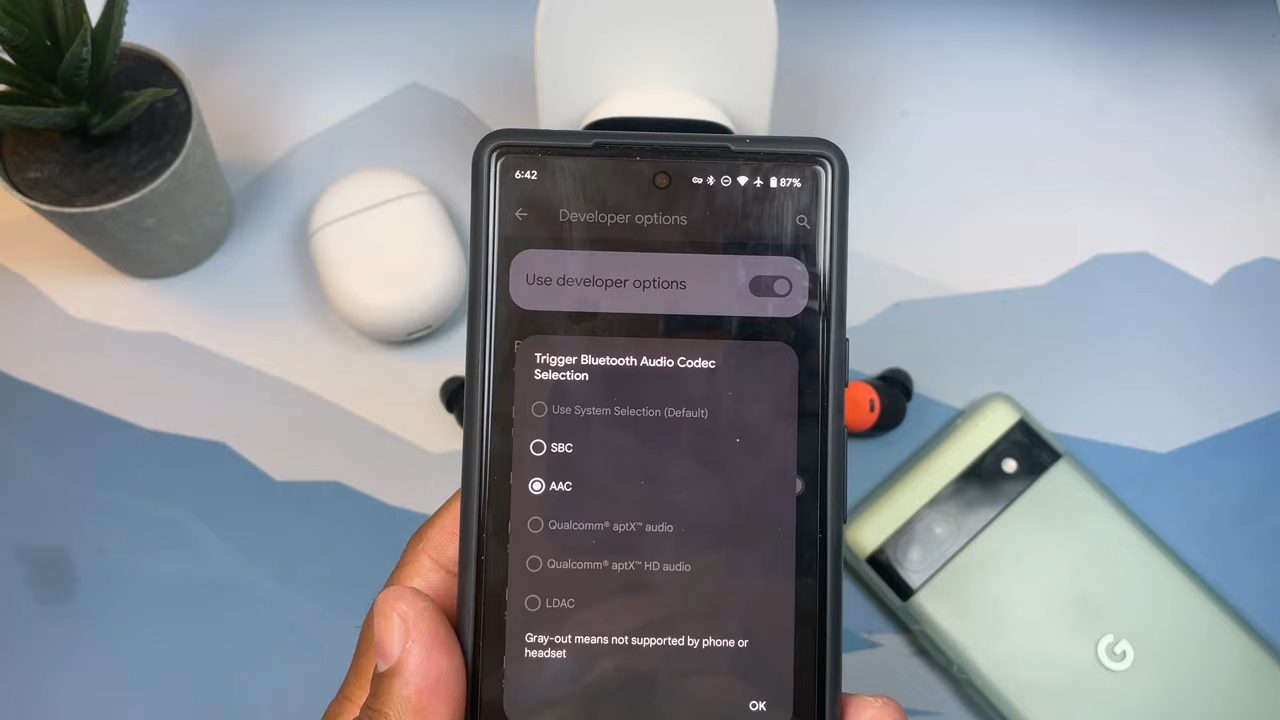 6:42
87%
Developer options
Use developer options
Trigger Bluetooth Audio Codec
Selection
Use System Selection (Default)
SBC
AAC
Qualcomm® aptX™ audio
Qualcomm® aptX™ HD audio
LDAC
Gray-out means not supported by phone or
headset
OK
G